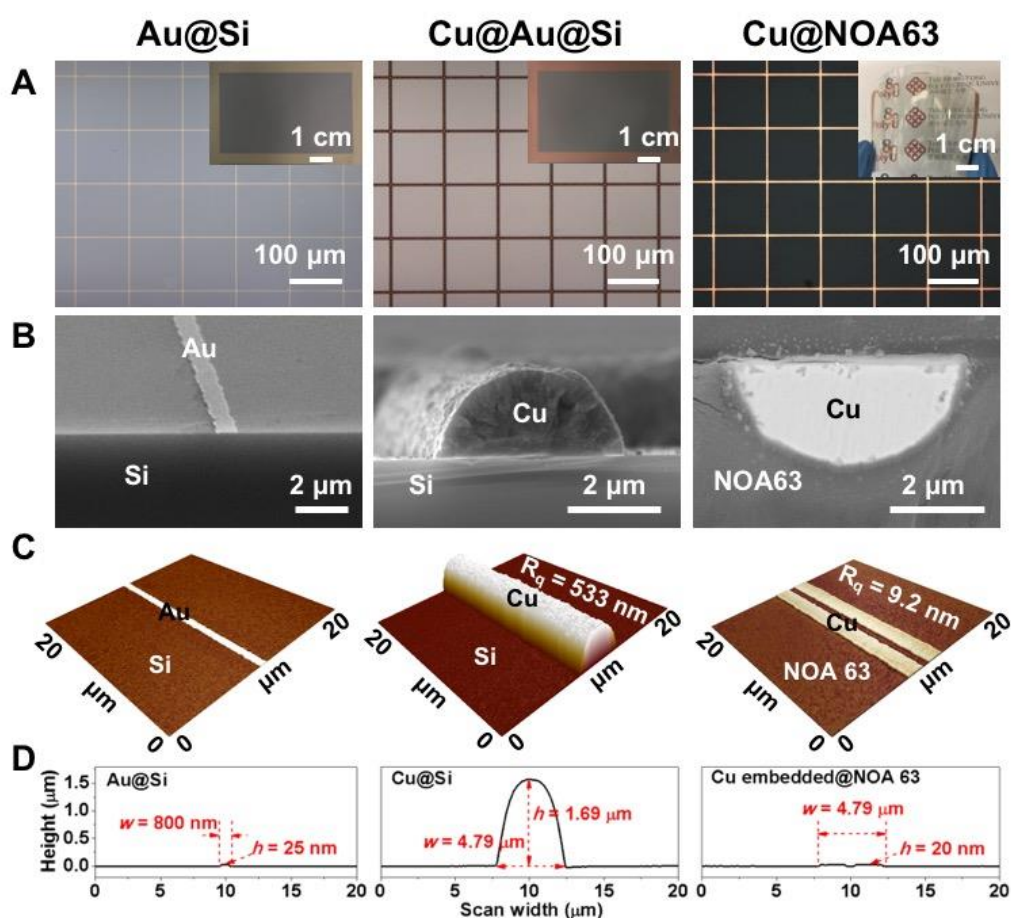 Au@Si
Cu@Au@Si
Cu@NOA63
A
1 cm
100 µm
1 cm
100 µm
1 cm
100 µm
B
Au
Si
2 µm
Cu
Si
2 µm
Cu
NOA63
2 µm
C
Au
Si
20
µm
0
0
µm
20
Rq = 533 nm
Cu
Si
20
µm
0
0
µm
20
Rq = 9.2 nm
Cu
NOA 63
20
µm
0
0
µm
20
D
Height (µm)
1.5
1.0
0.5
0.0
Au@Si
w = 800 nm
h = 25 nm
0 5 10 15 20
Cu@Si
h = 1.69 µm
w = 4.79 µm
0 5 10 15 20
Cu embedded@NOA 63
w = 4.79 µm
h = 20 nm
0 5 10 15 20
Scan width (µm)